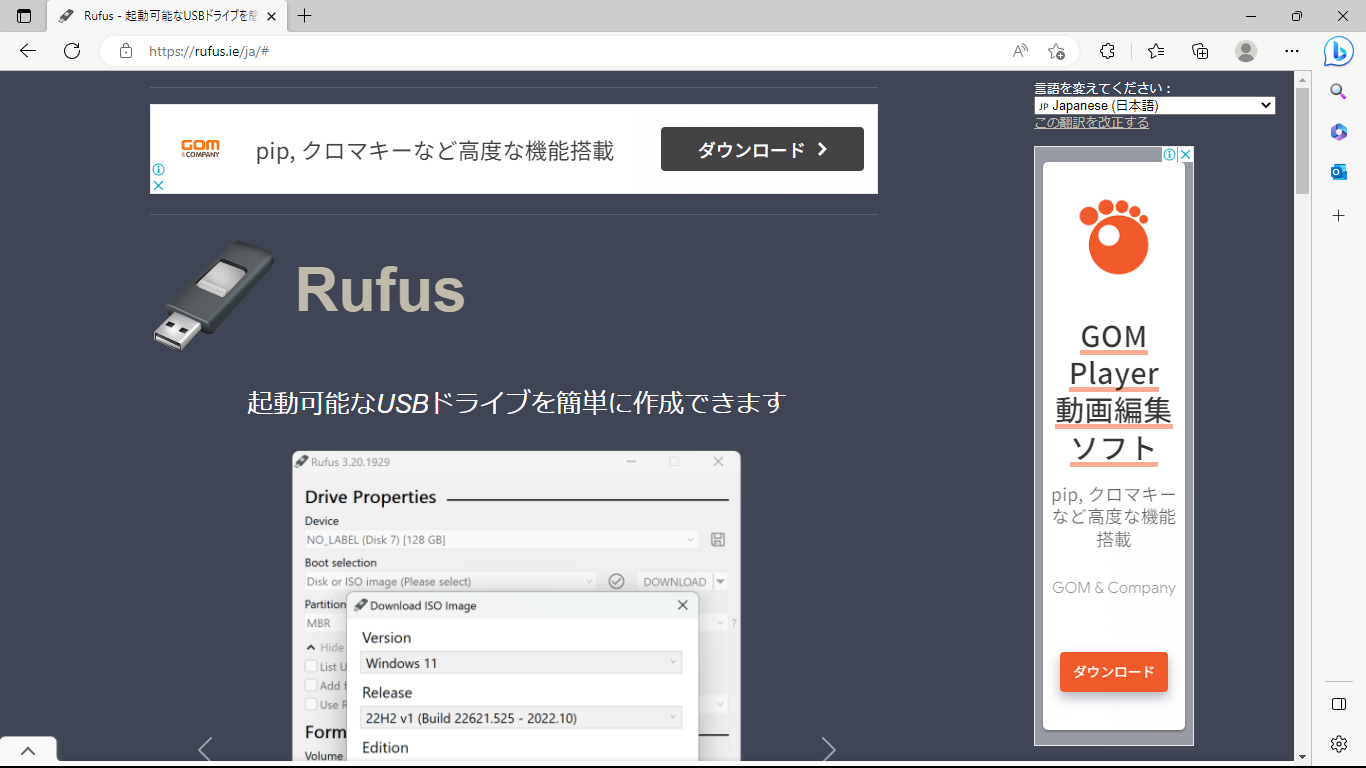 Rufus - 起動可能なUSBドライブを簡
https://rufus.ie/ja/#
言語を変えてください：
JP Japanese (日本語)
この翻訳を改正する
GOM
& COMPANY
pip, クロマキーなど高度な機能搭載
ダウンロード
Rufus
起動可能なUSBドライブを簡単に作成できます
Rufus 3.20.1929
Drive Properties
Device
NO_LABEL (Disk 7) [128 GB]
Boot selection
Disk or ISO image (Please select)
DOWNLOAD
Partition
MBR
?
Hide
List U
Add f
Use R
Form
Volume
Download ISO Image
Version
Windows 11
Release
22H2 v1 (Build 22621.525 - 2022.10)
Edition
GOM
Player
動画編集
ソフト
pip, クロマキー
など高度な機能
搭載
GOM & Company
ダウンロード